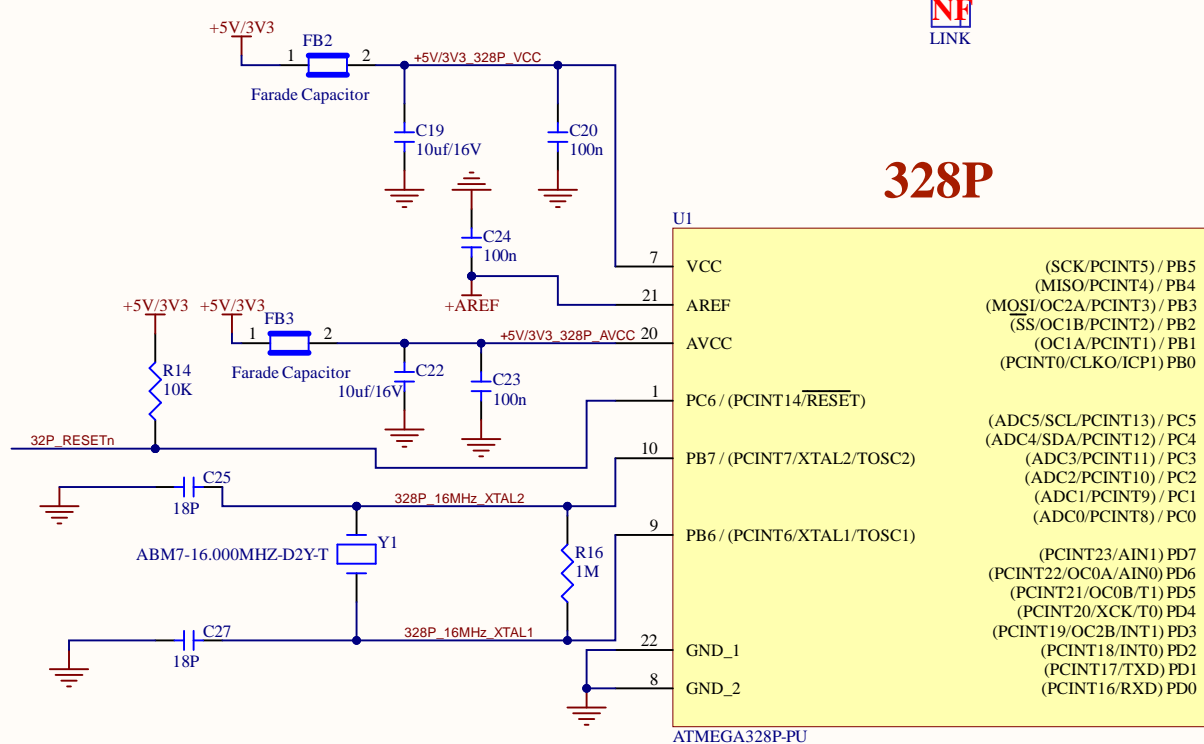 NF
LINK
+5V/3V3
FB2
1
2
+5V/3V3_328P_VCC
Farade Capacitor
C19
10uf/16V
C20
100n
328P
U1
C24
100n
+AREF
7
VCC
21
AREF
20
AVCC
+5V/3V3
+5V/3V3
FB3
1
2
+5V/3V3_328P_AVCC
Farade Capacitor
R14
10K
C22
10uf/16V
C23
100n
1
PC6 / (PCINT14/RESET)
32P_RESETn
10
PB7 / (PCINT7/XTAL2/TOSC2)
C25
18P
328P_16MHz_XTAL2
9
PB6 / (PCINT6/XTAL1/TOSC1)
ABM7-16.000MHZ-D2Y-T
Y1
R16
1M
C27
18P
328P_16MHz_XTAL1
22
GND_1
8
GND_2
(SCK/PCINT5) / PB5
(MISO/PCINT4) / PB4
(MOSI/OC2A/PCINT3) / PB3
(SS/OC1B/PCINT2) / PB2
(OC1A/PCINT1) / PB1
(PCINT0/CLKO/ICP1) PB0
(ADC5/SCL/PCINT13) / PC5
(ADC4/SDA/PCINT12) / PC4
(ADC3/PCINT11) / PC3
(ADC2/PCINT10) / PC2
(ADC1/PCINT9) / PC1
(ADC0/PCINT8) / PC0
(PCINT23/AIN1) PD7
(PCINT22/OC0A/AIN0) PD6
(PCINT21/OC0B/T1) PD5
(PCINT20/XCK/T0) PD4
(PCINT19/OC2B/INT1) PD3
(PCINT18/INT0) PD2
(PCINT17/TXD) PD1
(PCINT16/RXD) PD0
ATMEGA328P-PU